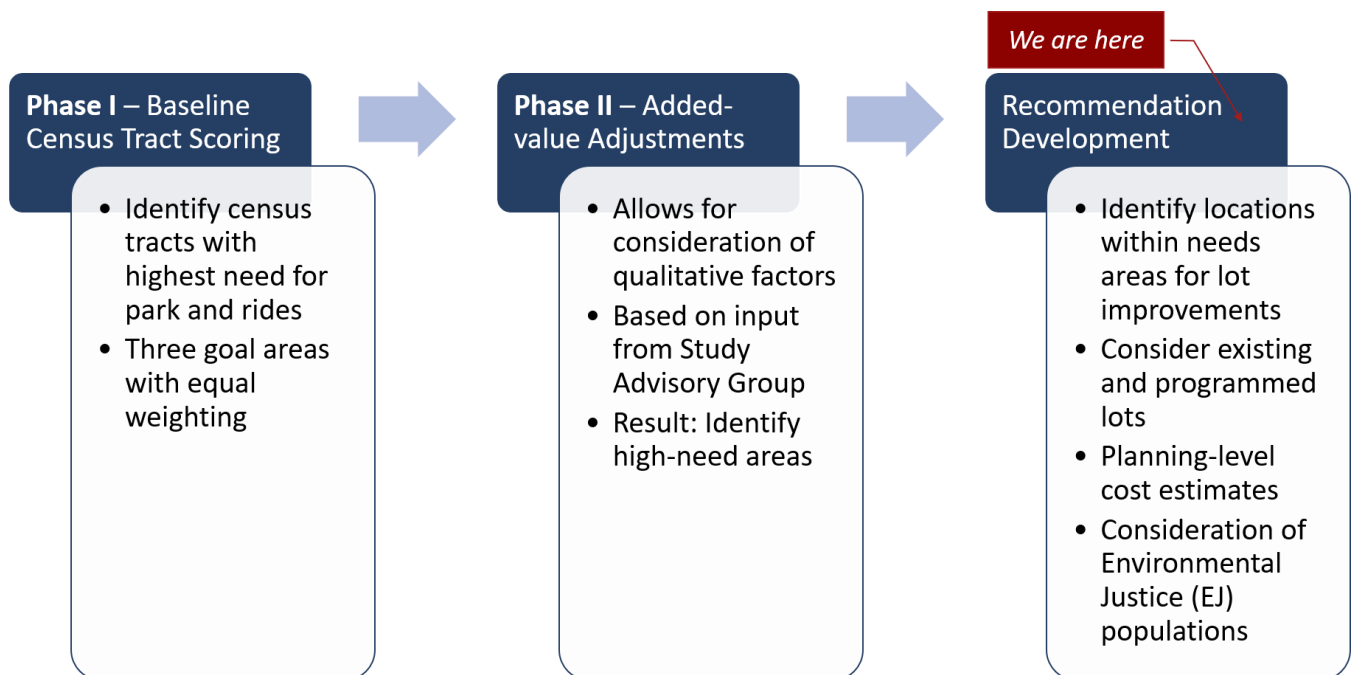 We are here
Phase I – Baseline
Census Tract Scoring
• Identify census
tracts with
highest need for
park and rides
• Three goal areas
with equal
weighting
Phase II – Added-
value Adjustments
• Allows for
consideration of
qualitative factors
• Based on input
from Study
Advisory Group
• Result: Identify
high-need areas
Recommendation
Development
• Identify locations
within needs
areas for lot
improvements
• Consider existing
and programmed
lots
• Planning-level
cost estimates
• Consideration of
Environmental
Justice (EJ)
populations